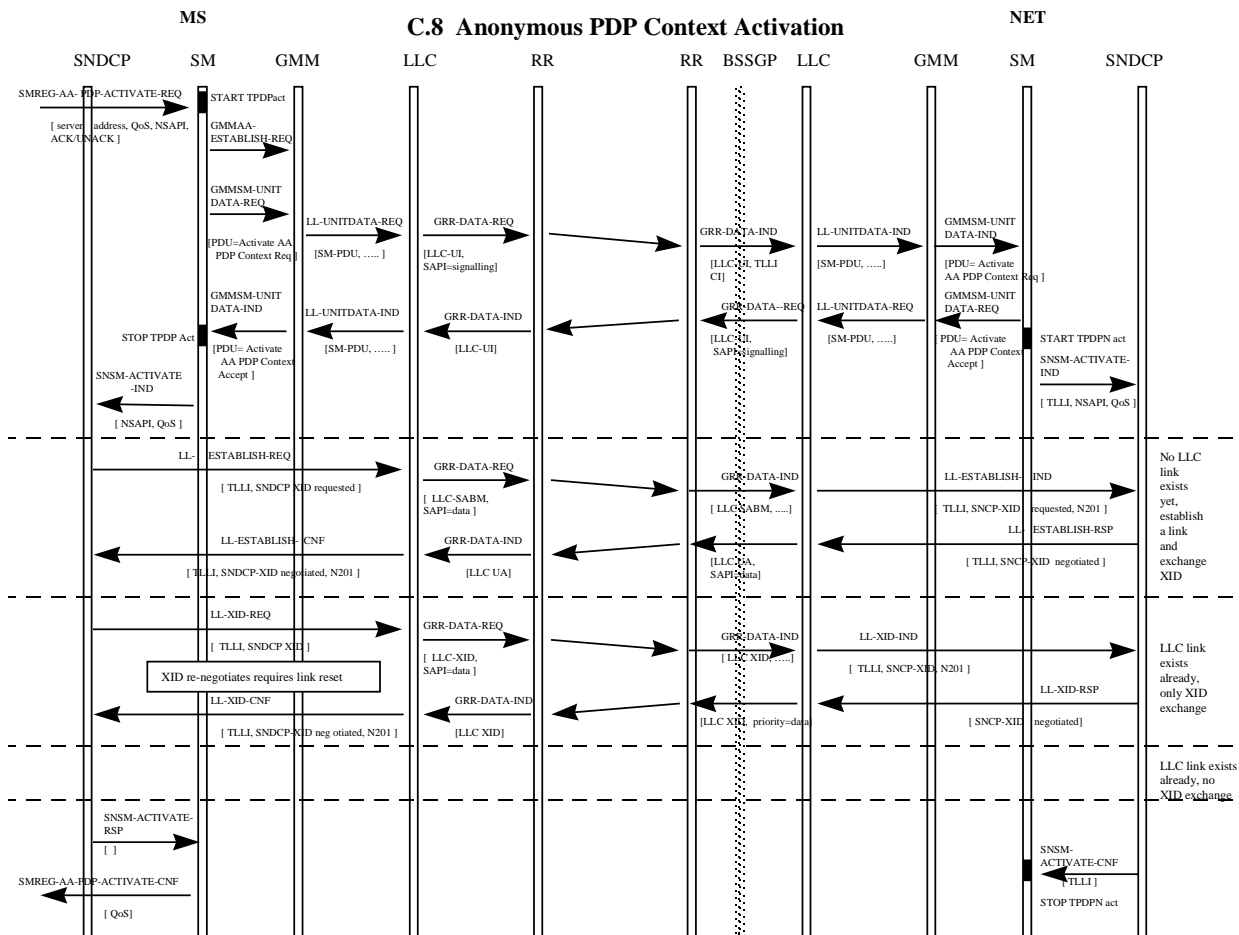 MS
NET
C.8 Anonymous PDP Context Activation
SNDCP
SM
GMM
LLC
RR
RR
BSSGP
LLC
GMM
SM
SNDCP
SMREG-AA- PDP-ACTIVATE-REQ
[ server address, QoS, NSAPI,
ACK/UNACK ]
START TPDPact
GMMAA-
ESTABLISH-REQ
GMMSM-UNIT
DATA-REQ
[PDU=Activate AA
PDP Context Req ]
LL-UNITDATA-REQ
[SM-PDU, ….. ]
GRR-DATA-REQ
[LLC-UI,
SAPI=signalling]
GRR-DATA-IND
[LLC-UI, TLLI
CI]
LL-UNITDATA-IND
[SM-PDU, …..]
GMMSM-UNIT
DATA-IND
[PDU= Activate
AA PDP Context Req ]
GMMSM-UNIT
DATA-IND
STOP TPDP Act
[PDU= Activate
AA PDP Context
Accept ]
LL-UNITDATA-IND
[SM-PDU, ….. ]
GRR-DATA-IND
[LLC-UI]
GRR-DATA--REQ
[LLC-UI,
SAPI=signalling]
LL-UNITDATA-REQ
[SM-PDU, …..]
GMMSM-UNIT
DATA-REQ
[ PDU= Activate
AA PDP Context
Accept ]
START TPDPN act
SNSM-ACTIVATE-
IND
[ TLLI, NSAPI, QoS ]
SNSM-ACTIVATE
-IND
[ NSAPI, QoS ]
LL- ESTABLISH-REQ
[ TLLI, SNDCP XID requested ]
GRR-DATA-REQ
[ LLC-SABM,
SAPI=data ]
GRR-DATA-IND
[ LLC-SABM, .....]
LL-ESTABLISH- IND
[ TLLI, SNCP-XID requested, N201 ]
No LLC
link
exists
yet,
establish
a link
and
exchange
XID
LL-ESTABLISH- CNF
[ TLLI, SNDCP-XID negotiated, N201 ]
GRR-DATA-IND
[LLC UA]
GRR-DATA-REQ
[LLC-UA,
SAPI=data]
LL- ESTABLISH-RSP
[ TLLI, SNCP-XID negotiated ]
LL-XID-REQ
[ TLLI, SNDCP XID ]
GRR-DATA-REQ
[ LLC-XID,
SAPI=data ]
GRR-DATA-IND
[ LLC XID, …..]
LL-XID-IND
[ TLLI, SNCP-XID, N201 ]
LLC link
exists
already,
only XID
exchange
XID re-negotiates requires link reset
LL-XID-CNF
[ TLLI, SNDCP-XID neg otiated, N201 ]
GRR-DATA-IND
[LLC XID]
[LLC XID, priority=data]
LL-XID-RSP
[SNCP-XID negotiated]
LLC link exists
already, no
XID exchange
SNSM-ACTIVATE-
RSP
[ ]
SMREG-AA-PDP-ACTIVATE-CNF
[ QoS]
SNSM-
ACTIVATE-CNF
[ TLLI ]
STOP TPDPN act